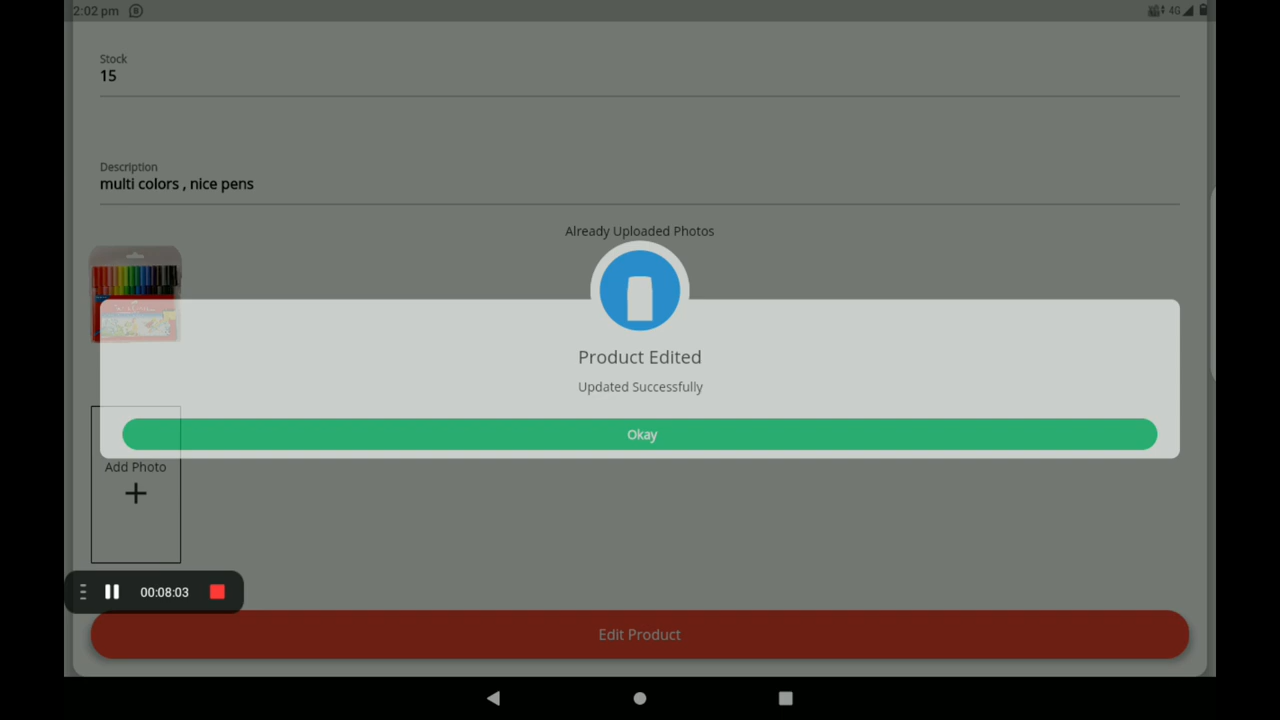 2:02 pm
4G
Stock
15
Description
multi colors , nice pens
Already Uploaded Photos
Product Edited
Updated Successfully
Okay
Add Photo
00:08:03
Edit Product